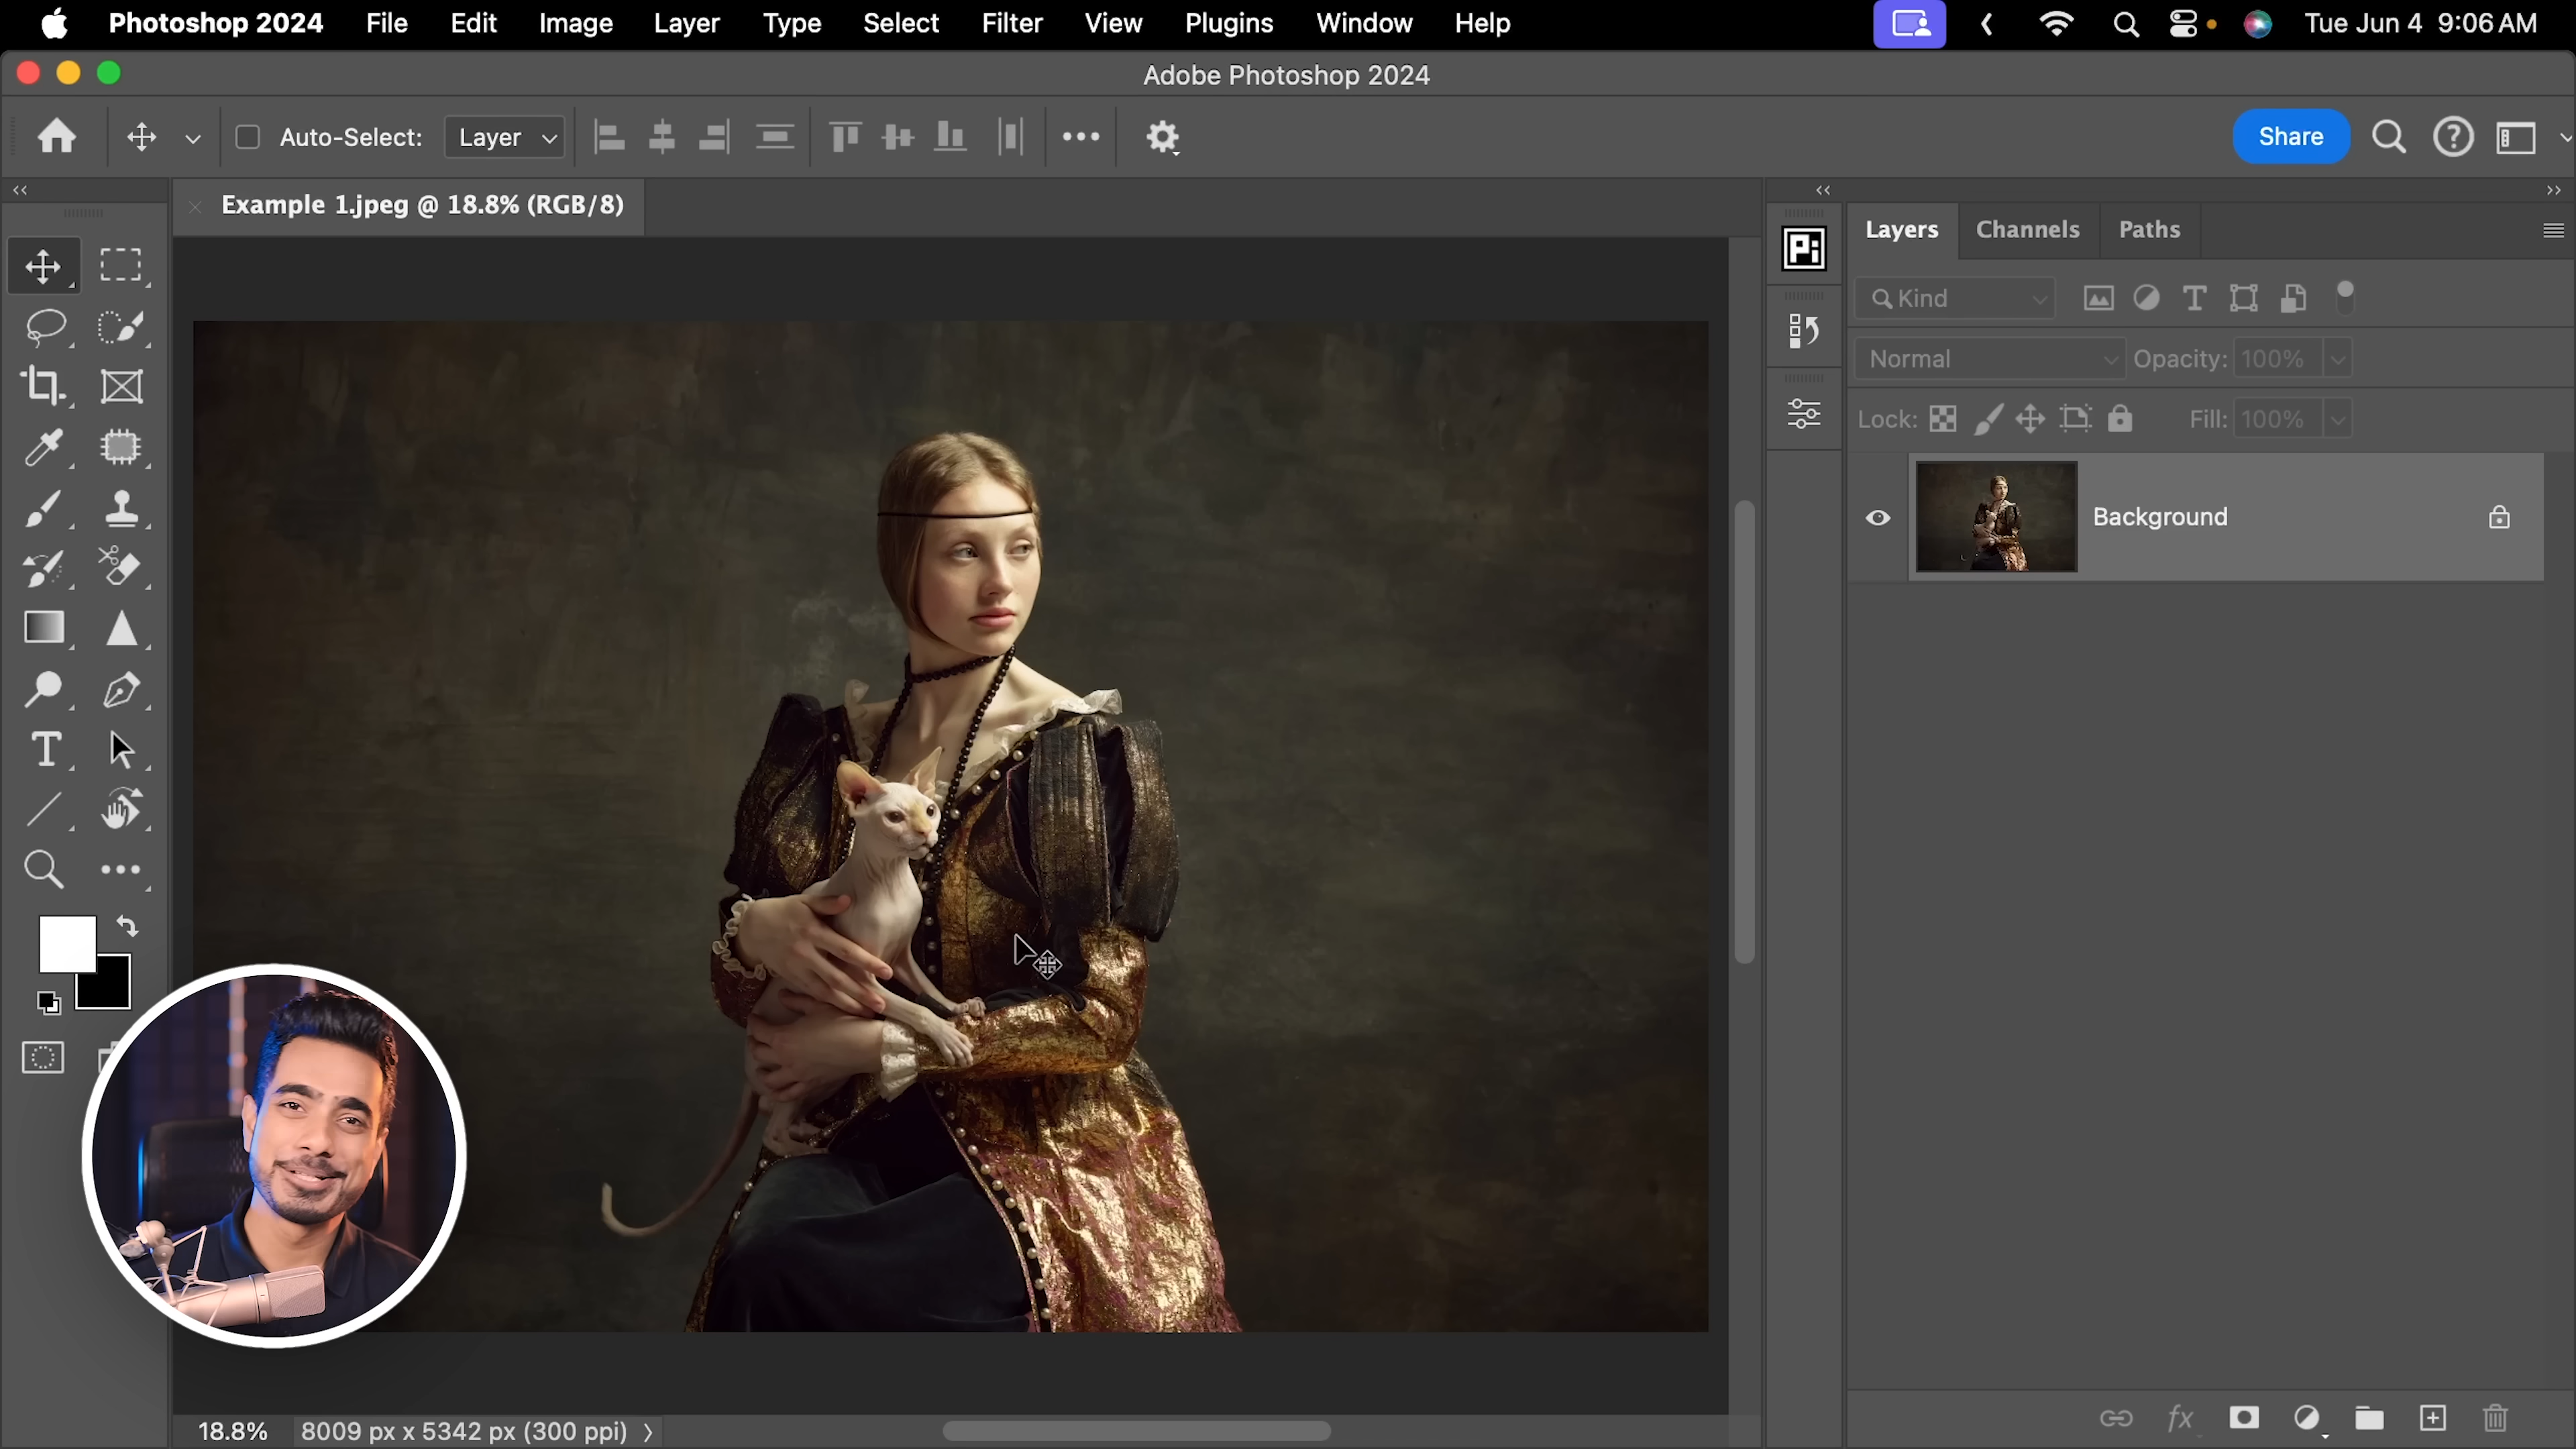 Photoshop 2024 File Edit Image Layer Type Select Filter View Plugins Window Help Tue Jun 4 9:06 AM
Adobe Photoshop 2024
Auto-Select: Layer Share
Example 1.jpeg @ 18.8% (RGB/8)
Pi
Layers Channels Paths
Kind
Normal Opacity: 100%
Lock: Fill: 100%
Background
18.8% 8009 px x 5342 px (300 ppi)
fx